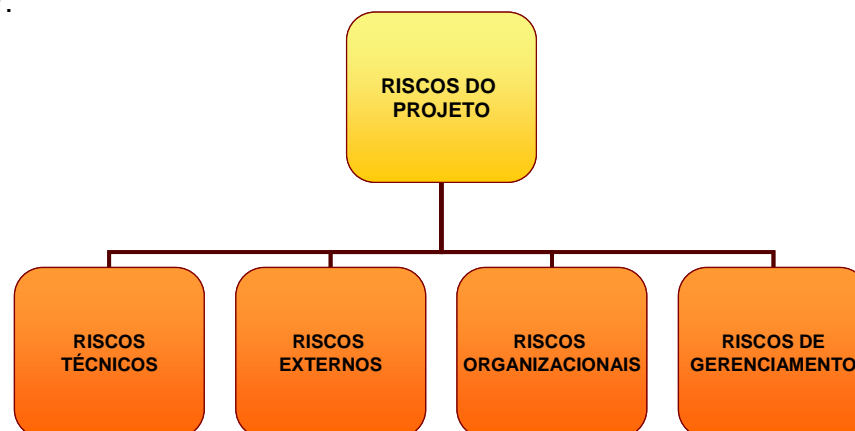 .
RISCOS DO
PROJETO
RISCOS
TÉCNICOS
RISCOS
EXTERNOS
RISCOS
ORGANIZACIONAIS
RISCOS DE
GERENCIAMENTO